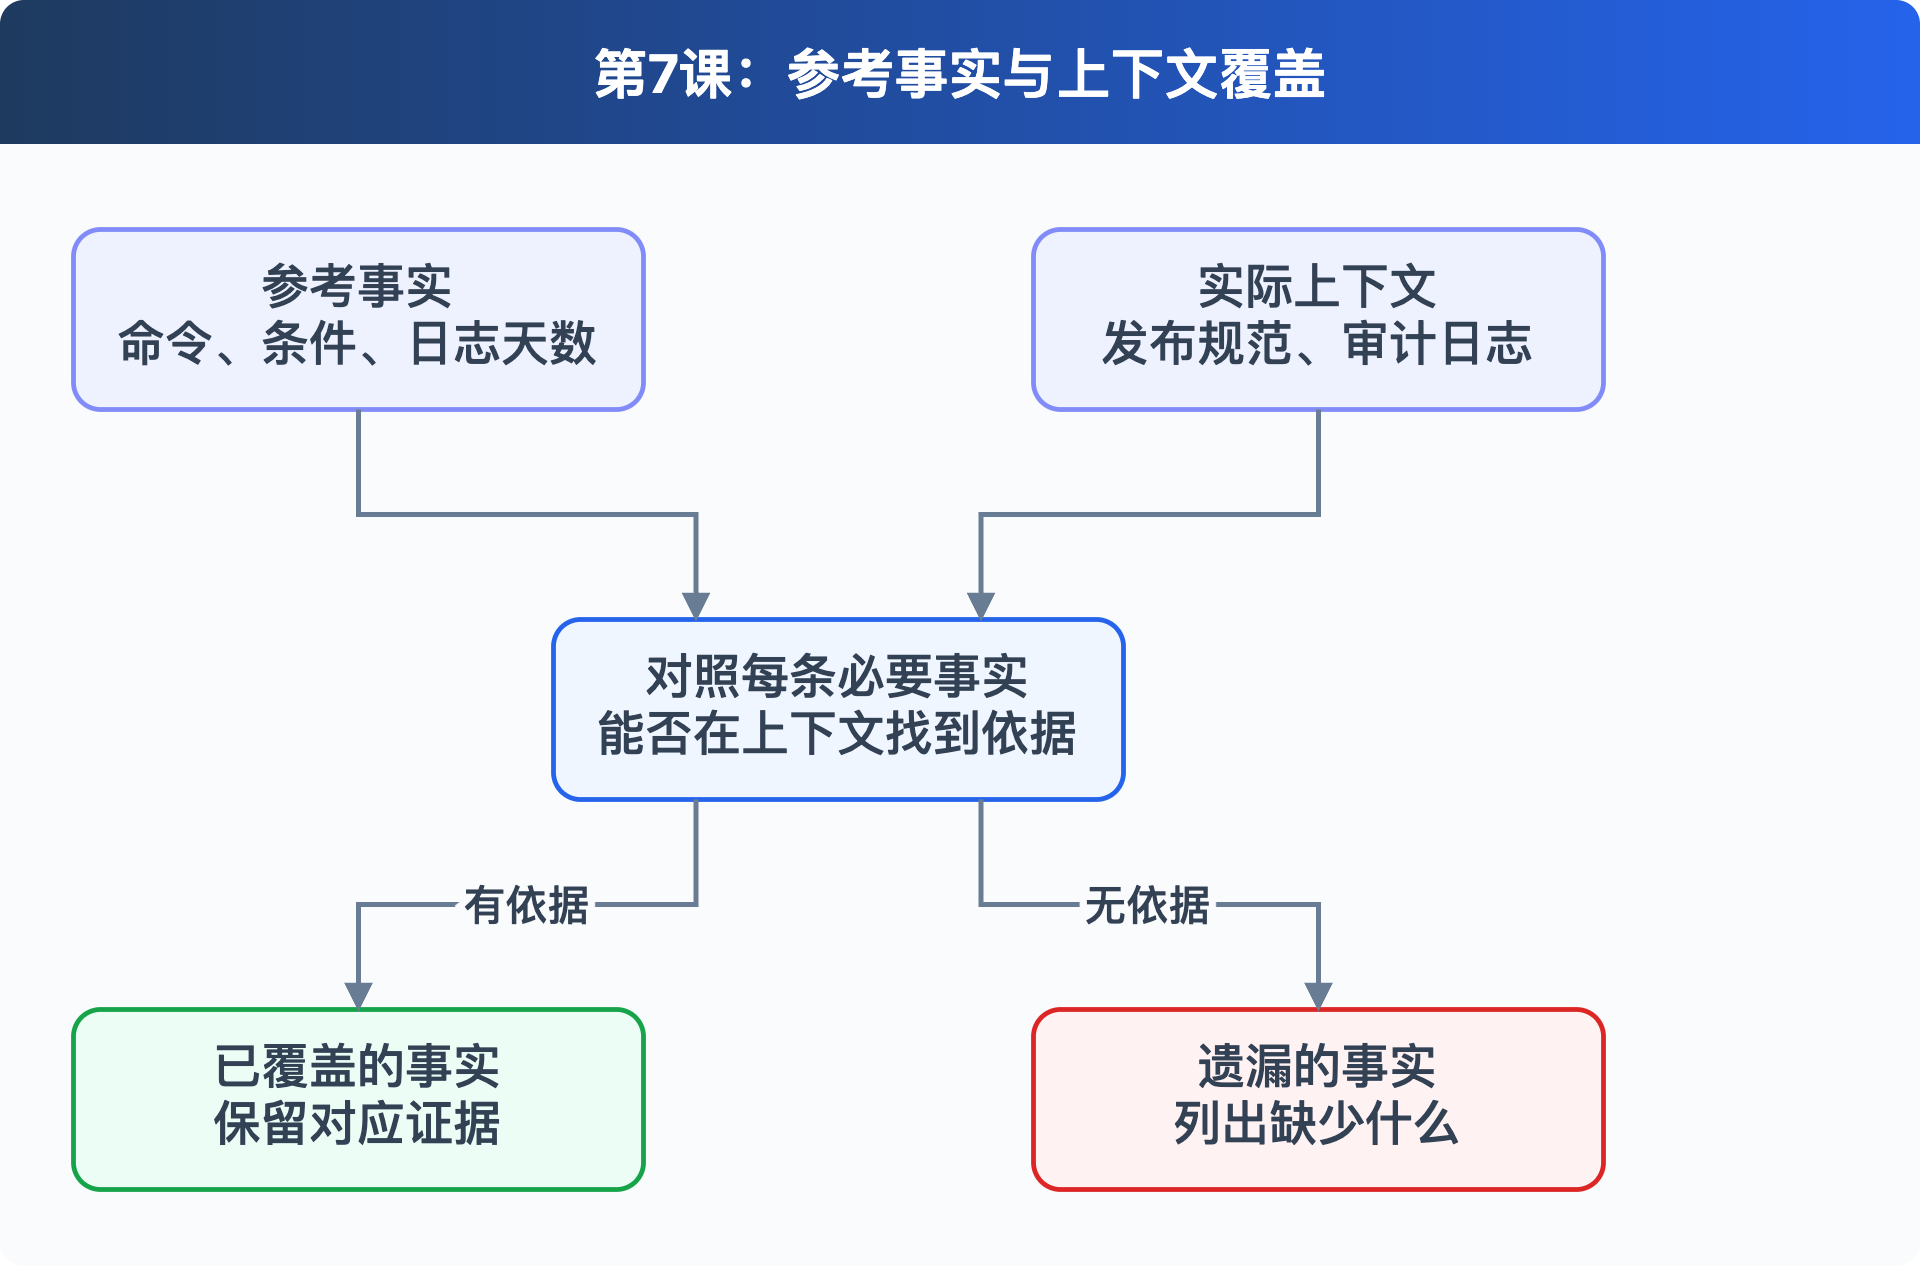 第7课：参考事实与上下文覆盖
参考事实
命令、条件、日志天数
实际上下文
发布规范、审计日志
对照每条必要事实
能否在上下文找到依据
有依据
无依据
已覆盖的事实
保留对应证据
遗漏的事实
列出缺少什么